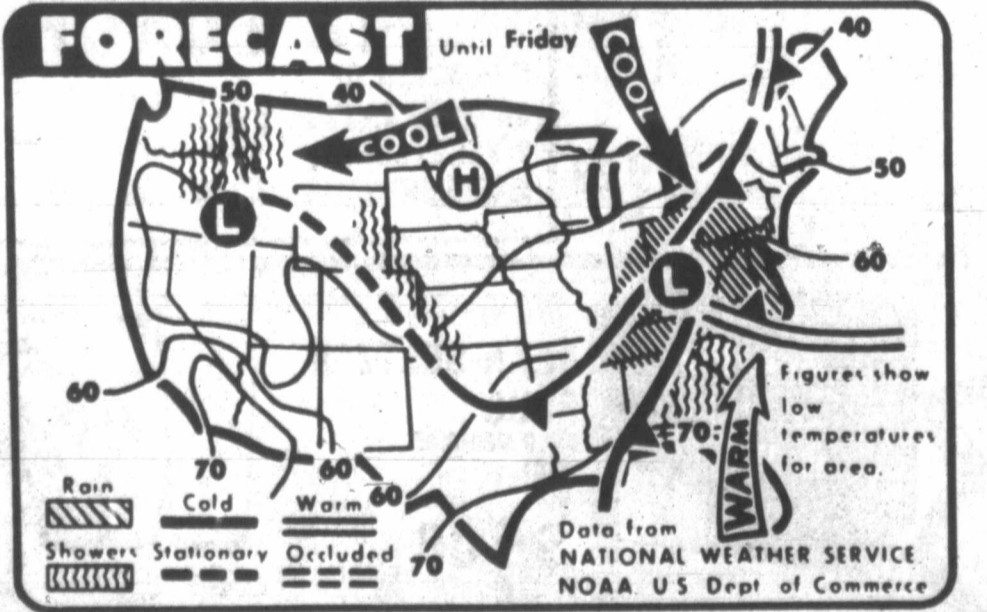 FORECAST Until Friday
40
50
40
COOL
COOL
H
50
L
60
L
60
Figures show
low
temperatures
for area.
70
WARM
70
60
60
70
Rain
Cold
Warm
Showers
Stationary
Occluded
Data from
NATIONAL WEATHER SERVICE
NOAA U S Dept of Commerce